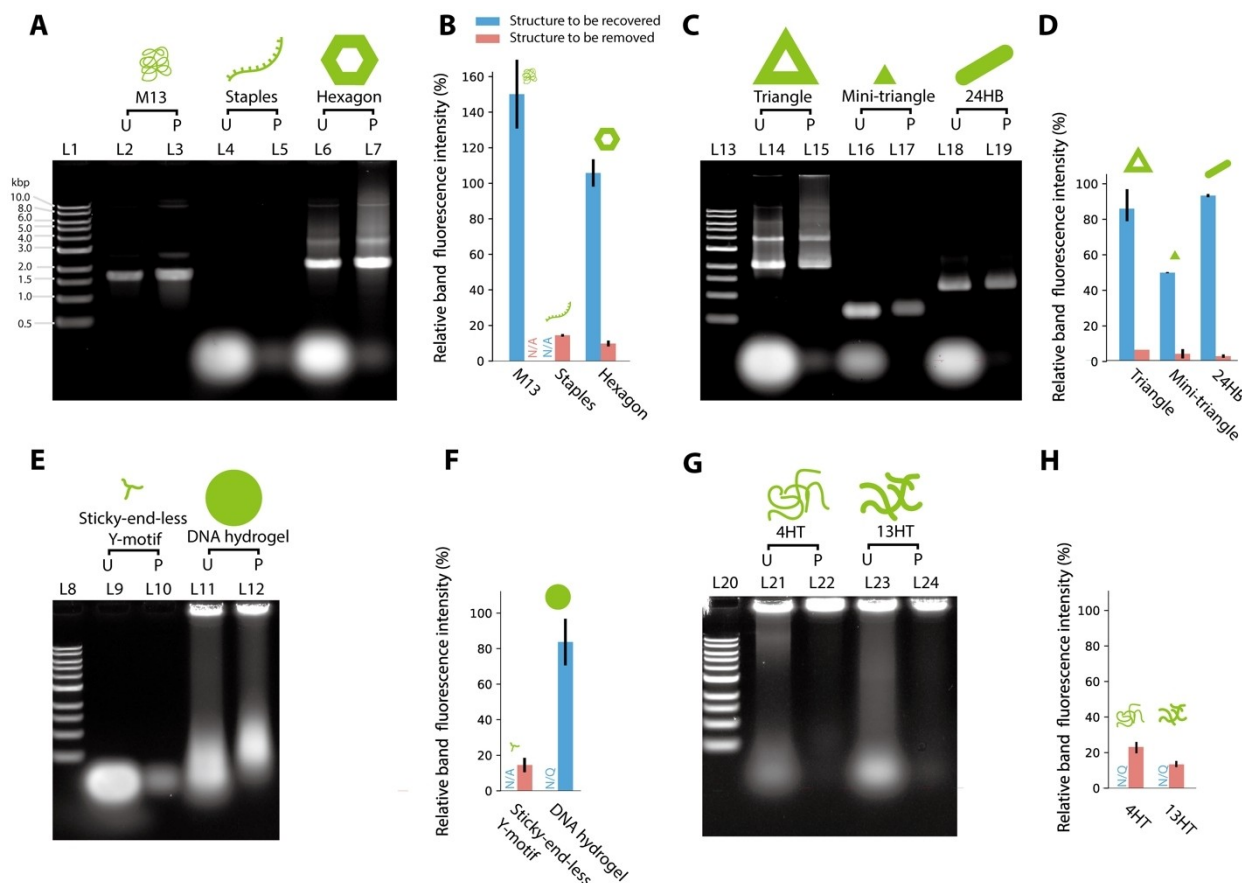 A
M13
U P
Staples
Hexagon
U P
L1 L2 L3 L4 L5 L6 L7
kbp
10.0
8.0
6.0
5.0
4.0
3.0
2.0
1.5
1.0
0.5
B
Structure to be recovered
Structure to be removed
Relative band fluorescence intensity (%)
160
140
120
100
80
60
40
20
0
N/A
N/A
M13
Staples
Hexagon
C
Triangle
Mini-triangle
24HB
U P
U P
L13 L14 L15 L16 L17 L18 L19
D
Relative band fluorescence intensity (%)
100
80
60
40
20
0
Triangle
Mini-triangle
24HB
E
Sticky-end-less
Y-motif
DNA hydrogel
U P U P
L8 L9 L10 L11 L12
F
Relative band fluorescence intensity (%)
100
80
60
40
20
0
N/A
N/Q
Sticky-end-less
Y-motif
DNA hydrogel
G
4HT
13HT
U P U P
L20 L21 L22 L23 L24
H
Relative band fluorescence intensity (%)
100
80
60
40
20
0
N/Q
N/Q
4HT
13HT